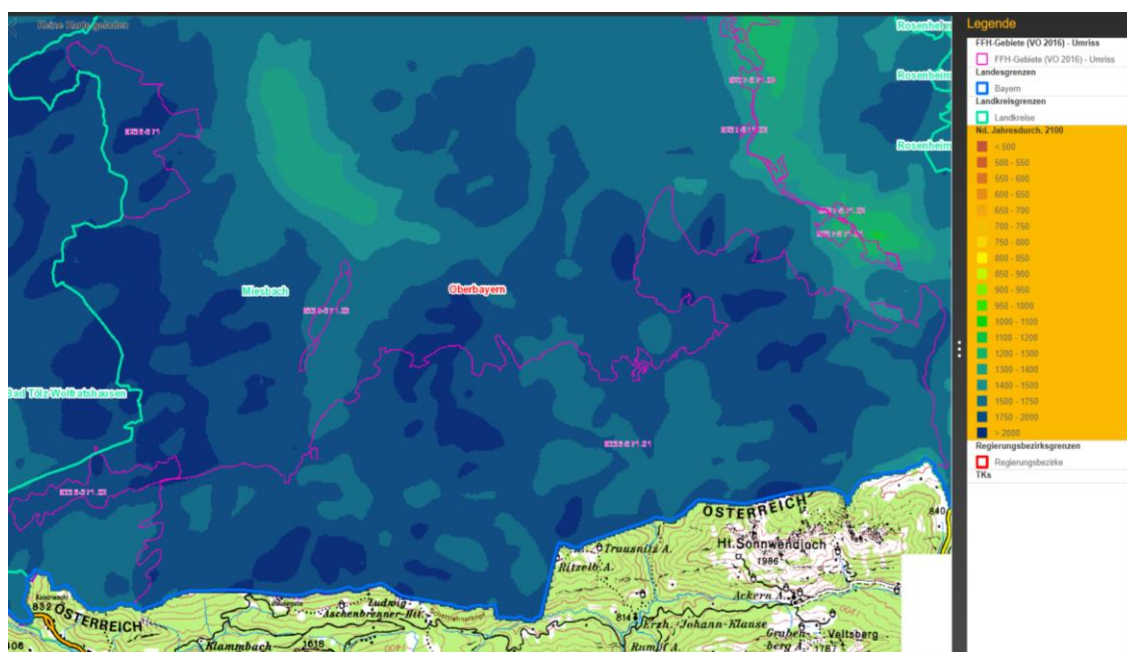 Keine Karte geladen
Rosenheim
Rosenheim
Rosenheim
Miesbach
Oberbayern
Bad Tölz-Wolfratshausen
ÖSTERREICH
Ht. Sonnwendjoch
1986
840
Trausnitz A.
Ritzelb A.
Ackern A.
814
Erzh.-Johann-Klause
832
ÖSTERREICH
Ludwig-
Aschenbrenner-Htt.
Klammbach
1618
Rumpf A.
Graben-
berg A.
Veitsberg
1787
Legende
FFH-Gebiete (VO 2016) - Umriss
FFH-Gebiete (VO 2016) - Umriss
Landesgrenzen
Bayern
Landkreisgrenzen
Landkreise
Nd. Jahresdurch. 2100
< 500
500 - 550
550 - 600
600 - 650
650 - 700
700 - 750
750 - 800
800 - 850
850 - 900
900 - 950
950 - 1000
1000 - 1100
1100 - 1200
1200 - 1300
1300 - 1400
1400 - 1500
1500 - 1750
1750 - 2000
> 2000
Regierungsbezirksgrenzen
Regierungsbezirke
TKs